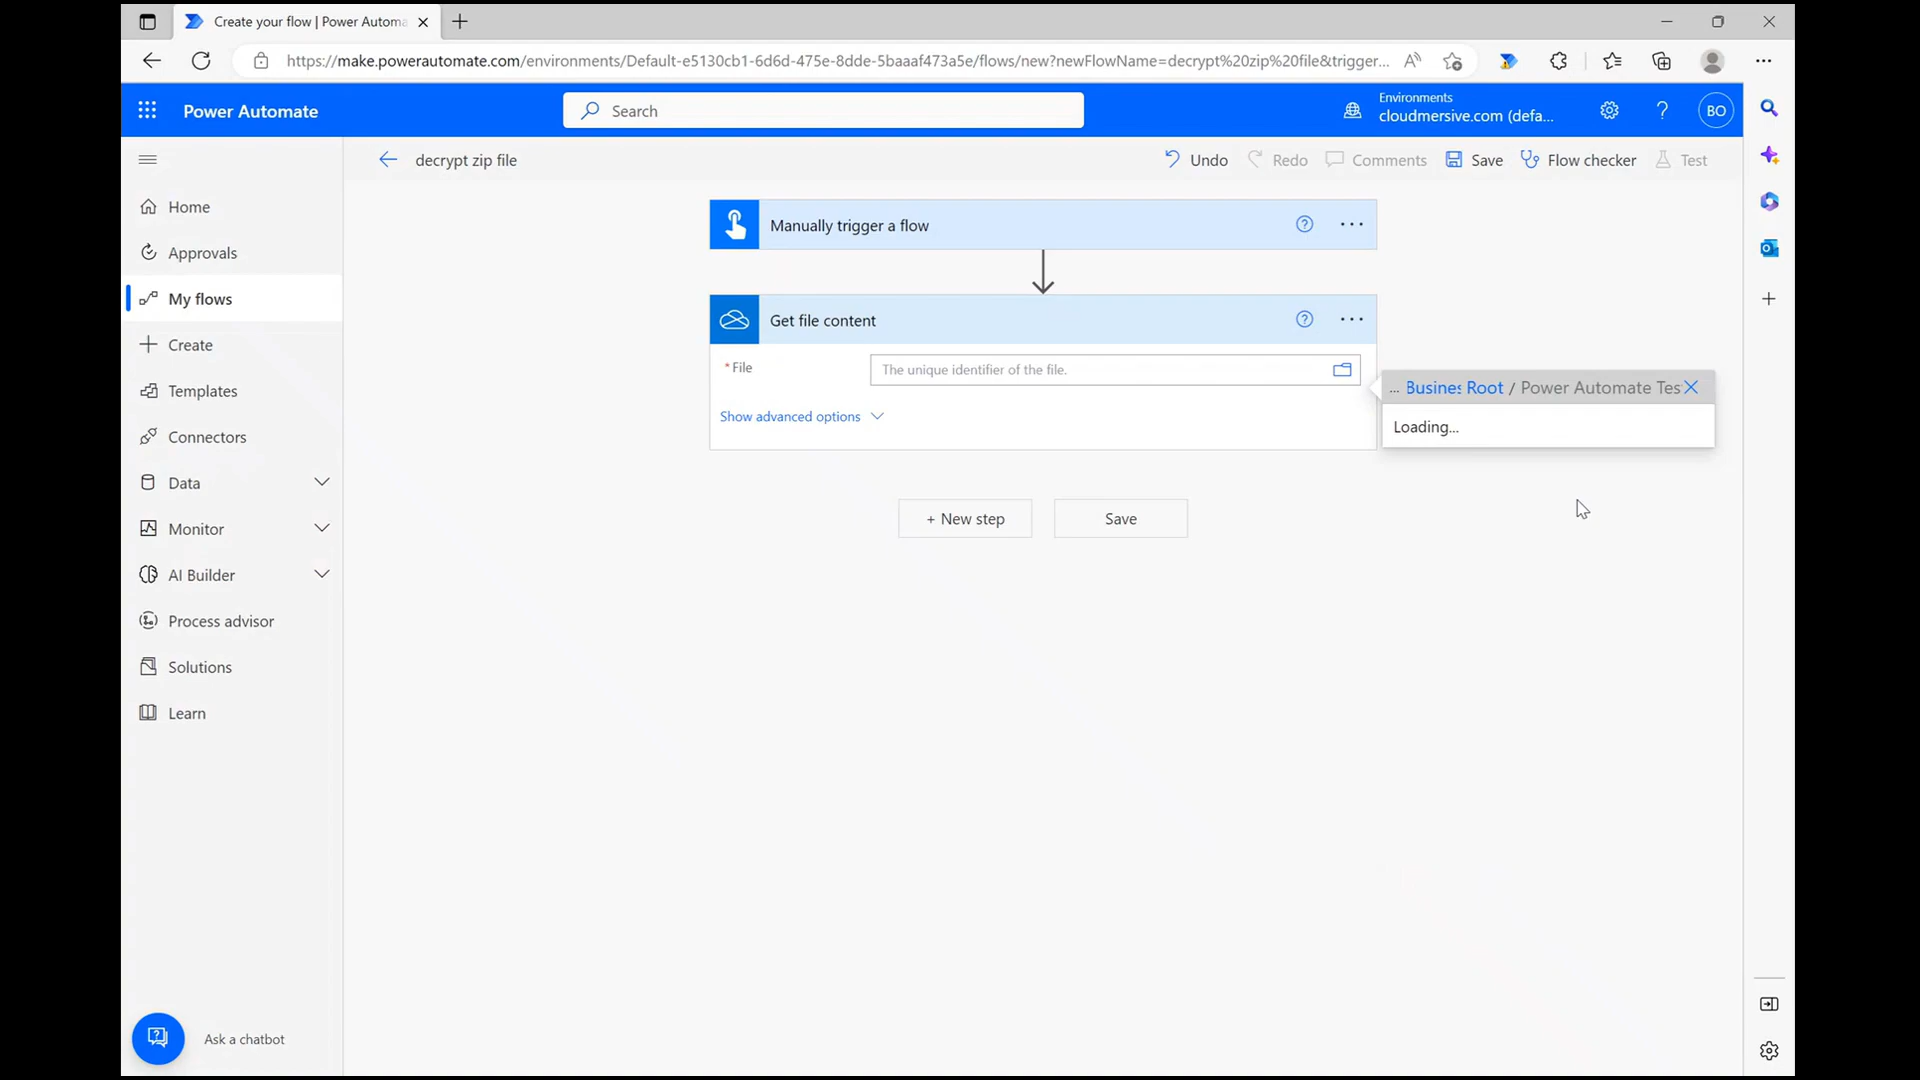 Create your flow | Power Automa
https://make.powerautomate.com/environments/Default-e5130cb1-6d6d-475e-8dde-5baaaf473a5e/flows/new?newFlowName=decrypt%20zip%20file&trigger...
Power Automate
Search
Environments
cloudmersive.com (defa...
BO
decrypt zip file
Undo
Redo
Comments
Save
Flow checker
Test
Home
Approvals
My flows
Create
Templates
Connectors
Data
Monitor
AI Builder
Process advisor
Solutions
Learn
Ask a chatbot
Manually trigger a flow
Get file content
* File
The unique identifier of the file.
Show advanced options
... Busines Root / Power Automate Tes
Loading...
+ New step
Save